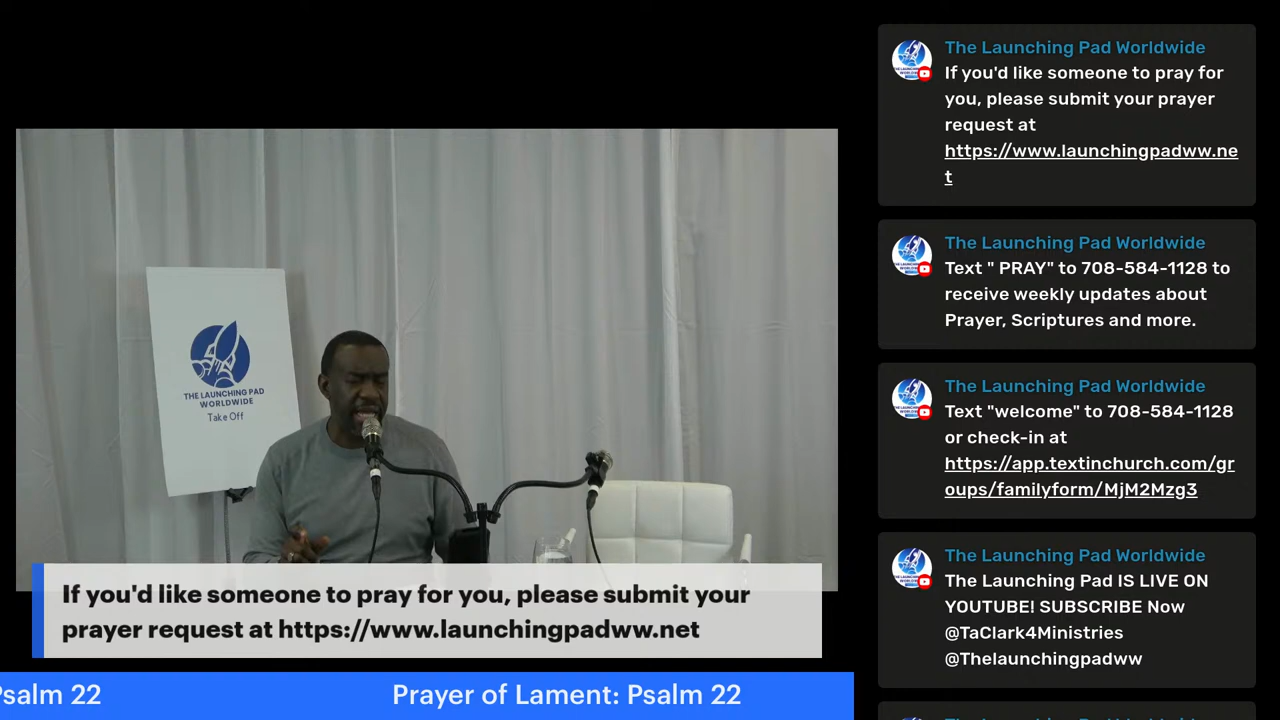 THE LAUNCHING PAD
WORLDWIDE
Take Off
If you'd like someone to pray for you, please submit your
prayer request at https://www.launchingpadww.net
Psalm 22
Prayer of Lament: Psalm 22
The Launching Pad Worldwide
If you'd like someone to pray for
you, please submit your prayer
request at
https://www.launchingpadww.ne
t
The Launching Pad Worldwide
Text " PRAY" to 708-584-1128 to
receive weekly updates about
Prayer, Scriptures and more.
The Launching Pad Worldwide
Text "welcome" to 708-584-1128
or check-in at
https://app.textinchurch.com/gr
oups/familyform/MjM2Mzg3
The Launching Pad Worldwide
The Launching Pad IS LIVE ON
YOUTUBE! SUBSCRIBE Now
@TaClark4Ministries
@Thelaunchingpadww